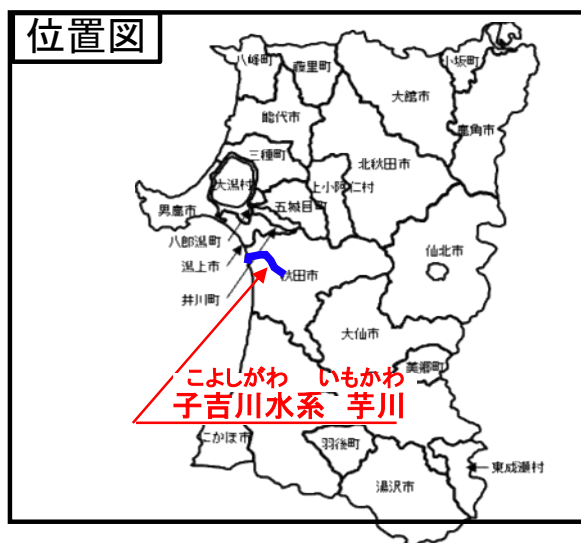 位置図
八峰町
藤里町
小坂町
大館市
能代市
鹿角市
三種町
北秋田市
大潟村
上小阿仁村
男鹿市
五城目町
八郎潟町
仙北市
潟上市
秋田市
井川町
大仙市
美郷町
こよしがわ いもかわ
子吉川水系 芋川
にかほ市
羽後町
東成瀬村
湯沢市